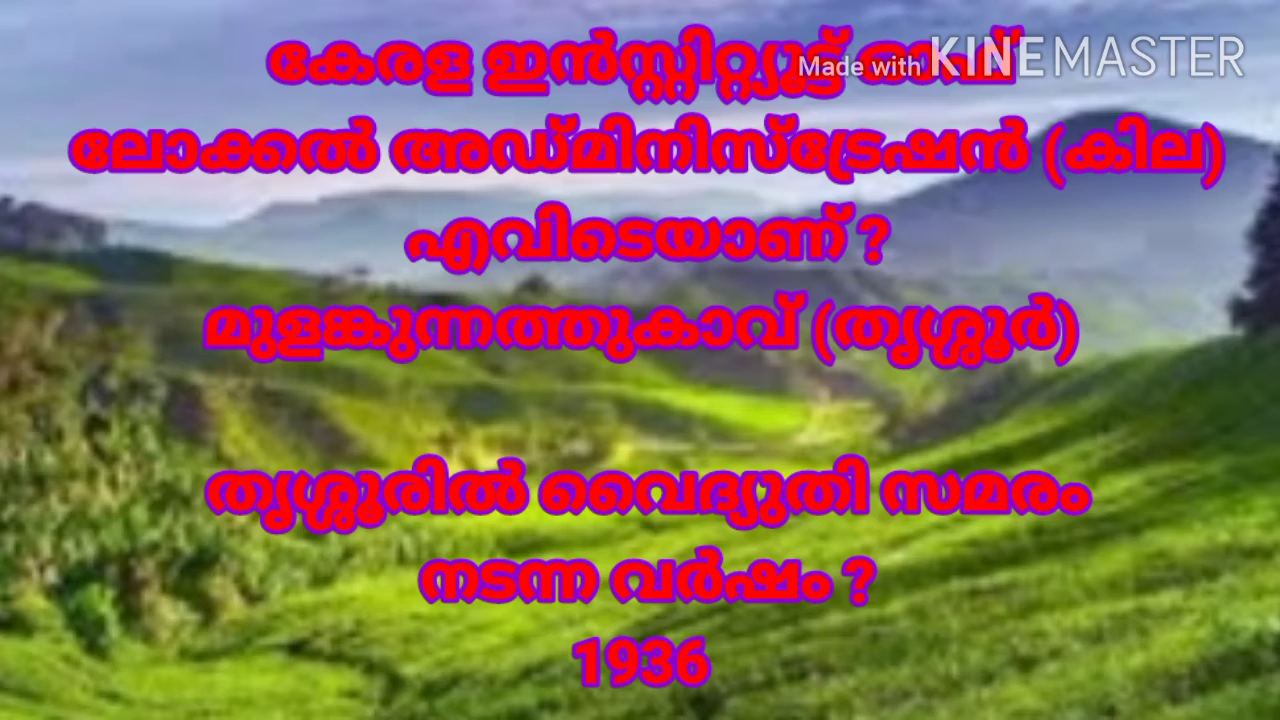 കേരള ഇൻസ്റ്റിറ്റ്യൂട്ട് ഓഫ്
Made with KINEMASTER
ലോക്കൽ അഡ്മിനിസ്ട്രേഷൻ (കില)
എവിടെയാണ് ?
മുളങ്കുന്നത്തുകാവ് (തൃശ്ശൂർ)
തൃശ്ശൂരിൽ വൈദ്യുതി സമരം
നടന്ന വർഷം ?
1936